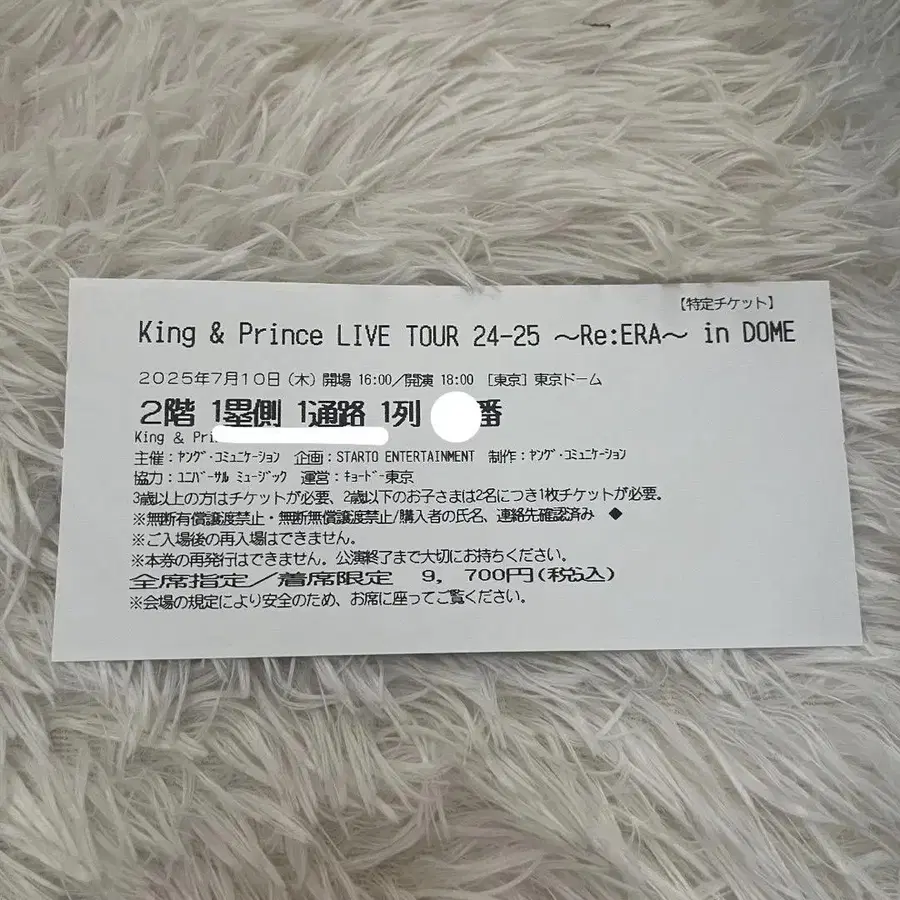 【特定チケット】
King & Prince LIVE TOUR 24-25 ～Re:ERA～ in DOME
2025年7月10日(木) 開場 16:00／開演 18:00 [東京] 東京ドーム
2階 1塁側 1通路 1列 番
King & Pri
主催：ヤング・コミュニケーション 企画：STARTO ENTERTAINMENT 制作：ヤング・コミュニケーション
協力：ユニバーサル ミュージック 運営：キョードー東京
3歳以上の方はチケットが必要、2歳以下のお子さまは2名につき1枚チケットが必要。
※無断有償譲渡禁止・無断無償譲渡禁止/購入者の氏名、連絡先確認済み ◆
※ご入場後の再入場はできません。
※本券の再発行はできません。公演終了まで大切にお持ちください。
全席指定／着席限定 9, 700円(税込)
※会場の規定により安全のため、お席に座ってご覧ください。